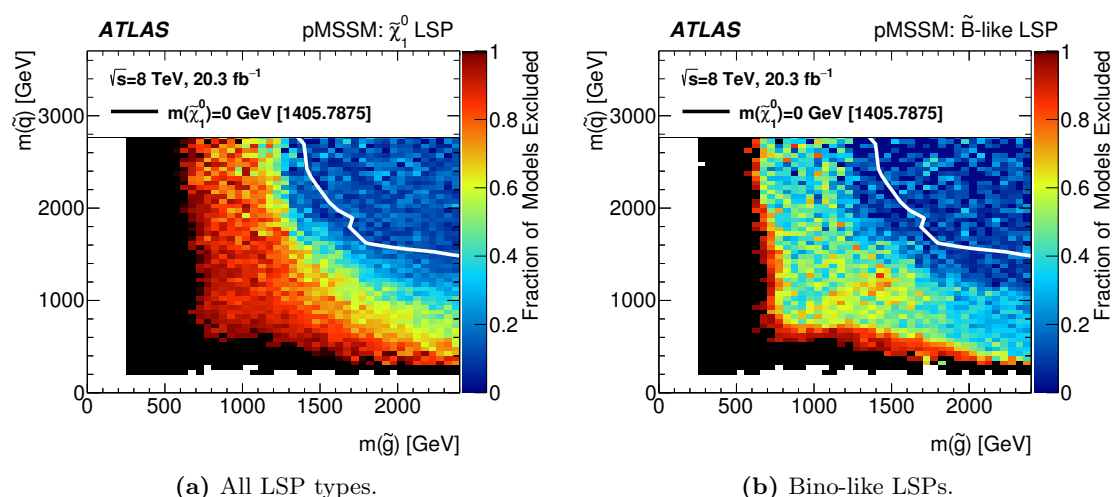 ATLAS pMSSM: χ̃₁⁰ LSP
√s=8 TeV, 20.3 fb⁻¹
m(χ̃₁⁰)=0 GeV [1405.7875]
m(q̃) [GeV]
3000
2000
1000
0
0 500 1000 1500 2000
m(g̃) [GeV]
1
0.8
0.6
0.4
0.2
0
Fraction of Models Excluded
(a) All LSP types.
ATLAS pMSSM: B̃-like LSP
√s=8 TeV, 20.3 fb⁻¹
m(χ̃₁⁰)=0 GeV [1405.7875]
m(q̃) [GeV]
3000
2000
1000
0
0 500 1000 1500 2000
m(g̃) [GeV]
1
0.8
0.6
0.4
0.2
0
Fraction of Models Excluded
(b) Bino-like LSPs.